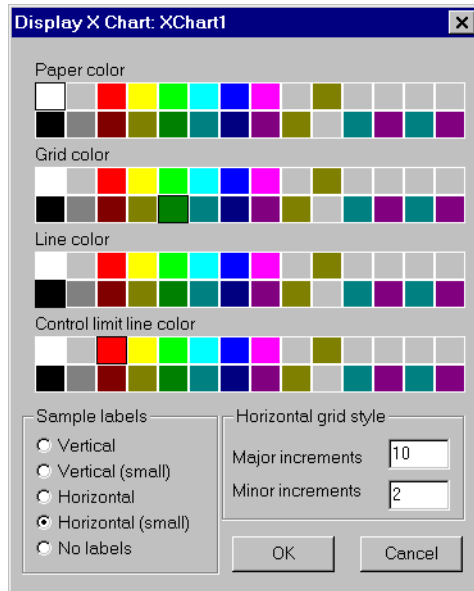 Display X Chart: XChart1
Paper color
Grid color
Line color
Control limit line color
Sample labels
Vertical
Vertical (small)
Horizontal
Horizontal (small)
No labels
Horizontal grid style
Major increments 10
Minor increments 2
OK Cancel